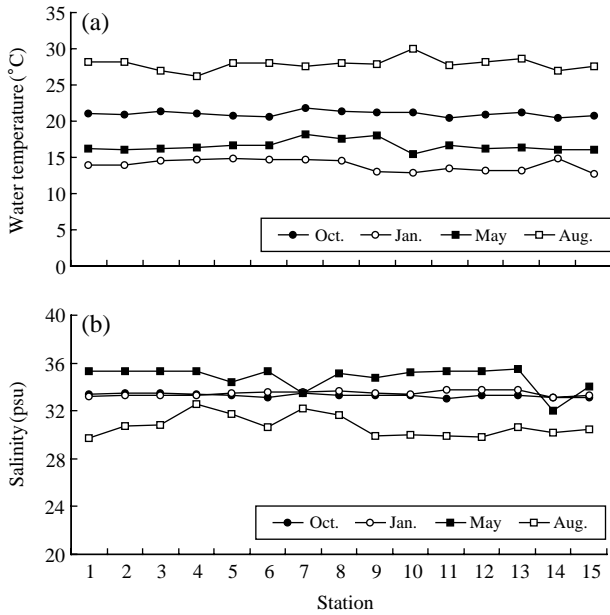 (a)
Water temperature (°C)
35
30
25
20
15
10
5
0
Oct. Jan. May Aug.
(b)
Salinity (psu)
40
36
32
28
24
20
Oct. Jan. May Aug.
1 2 3 4 5 6 7 8 9 10 11 12 13 14 15
Station